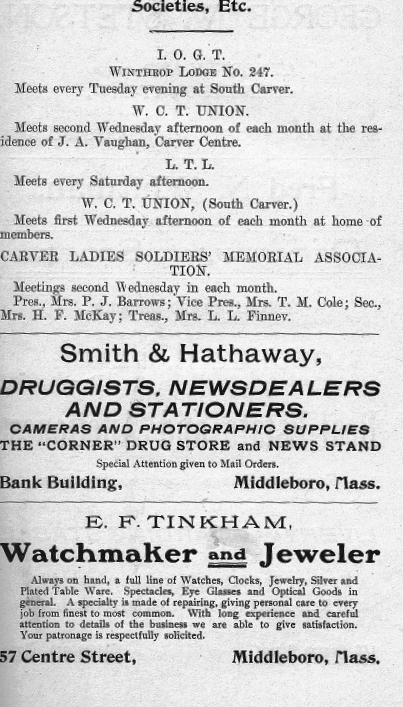 Societies, Etc.
I. O. G. T.
WINTHROP LODGE NO. 247.
Meets every Tuesday evening at South Carver.
W. C. T. UNION.
Meets second Wednesday afternoon of each month at the res-
idence of J. A. Vaughan, Carver Centre.
L. T. L.
Meets every Saturday afternoon.
W. C. T. UNION, (South Carver.)
Meets first Wednesday afternoon of each month at home of
members.
CARVER LADIES SOLDIERS' MEMORIAL ASSOCIA-
TION.
Meetings second Wednesday in each month.
Pres., Mrs. P. J. Barrows; Vice Pres., Mrs. T. M. Cole; Sec.,
Mrs. H. F. McKay; Treas., Mrs. L. L. Finney.
Smith & Hathaway,
DRUGGISTS, NEWSDEALERS
AND STATIONERS.
CAMERAS AND PHOTOGRAPHIC SUPPLIES
THE "CORNER" DRUG STORE and NEWS STAND
Special Attention given to Mail Orders.
Bank Building, Middleboro, Mass.
E. F. TINKHAM,
Watchmaker and Jeweler
Always on hand, a full line of Watches, Clocks, Jewelry, Silver and
Plated Table Ware. Spectacles, Eye Glasses and Optical Goods in
general. A specialty is made of repairing, giving personal care to every
job from finest to most common. With long experience and careful
attention to details of the business we are able to give satisfaction.
Your patronage is respectfully solicited.
57 Centre Street, Middleboro, Mass.